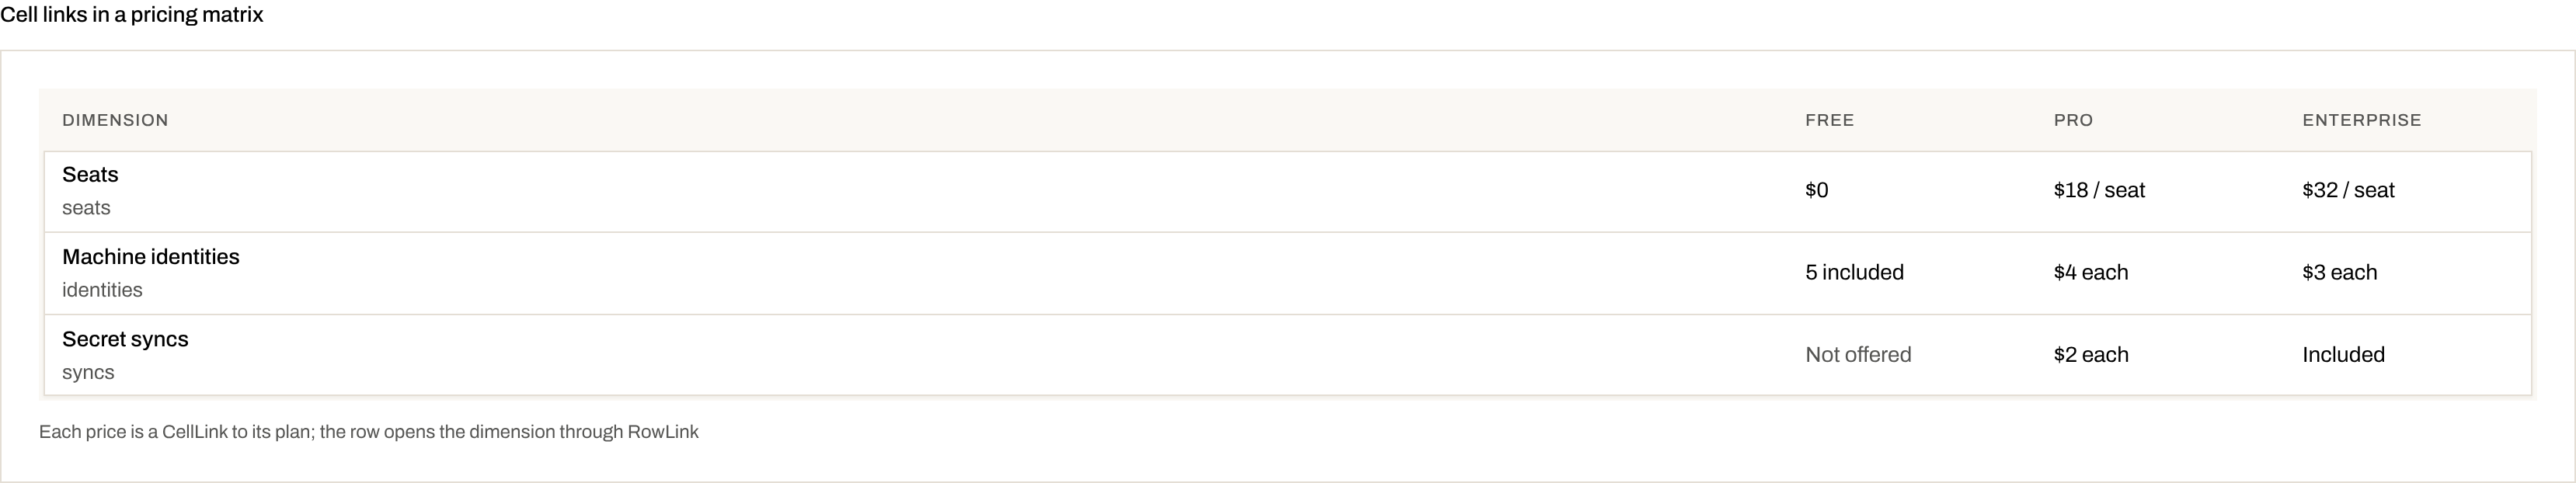 Cell links in a pricing matrix
DIMENSION FREE PRO ENTERPRISE
Seats
seats
$0 $18 / seat $32 / seat
Machine identities
identities
5 included $4 each $3 each
Secret syncs
syncs
Not offered $2 each Included
Each price is a CellLink to its plan; the row opens the dimension through RowLink